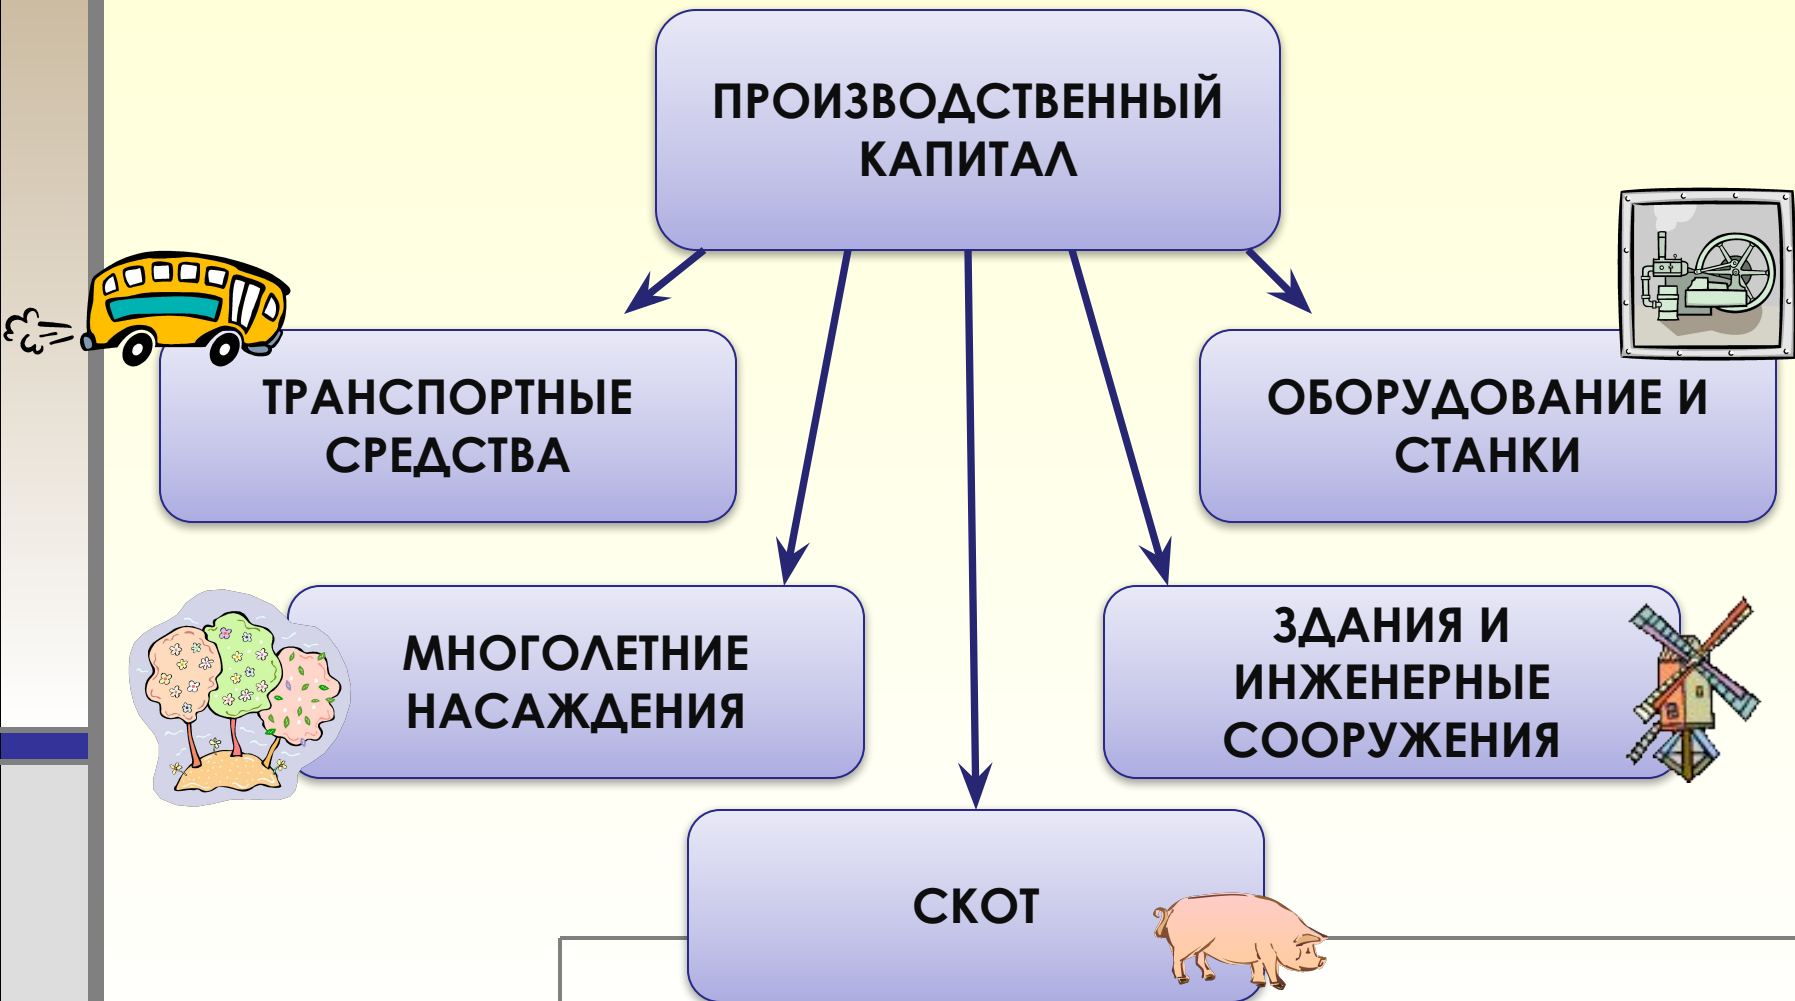 ПРОИЗВОДСТВЕННЫЙ
КАПИТАЛ
ТРАНСПОРТНЫЕ
СРЕДСТВА
ОБОРУДОВАНИЕ И
СТАНКИ
МНОГОЛЕТНИЕ
НАСАЖДЕНИЯ
ЗДАНИЯ И
ИНЖЕНЕРНЫЕ
СООРУЖЕНИЯ
СКОТ